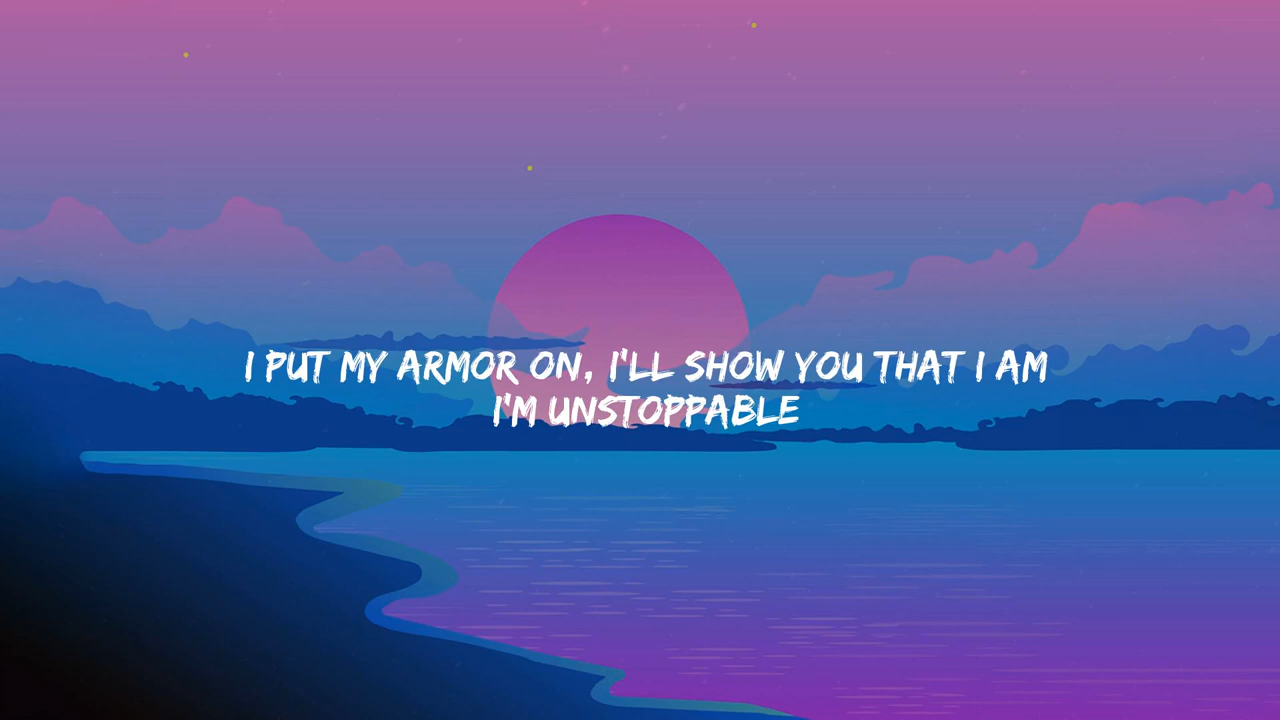 I PUT MY ARMOR ON, I'LL SHOW YOU THAT I AM
I'M UNSTOPPABLE